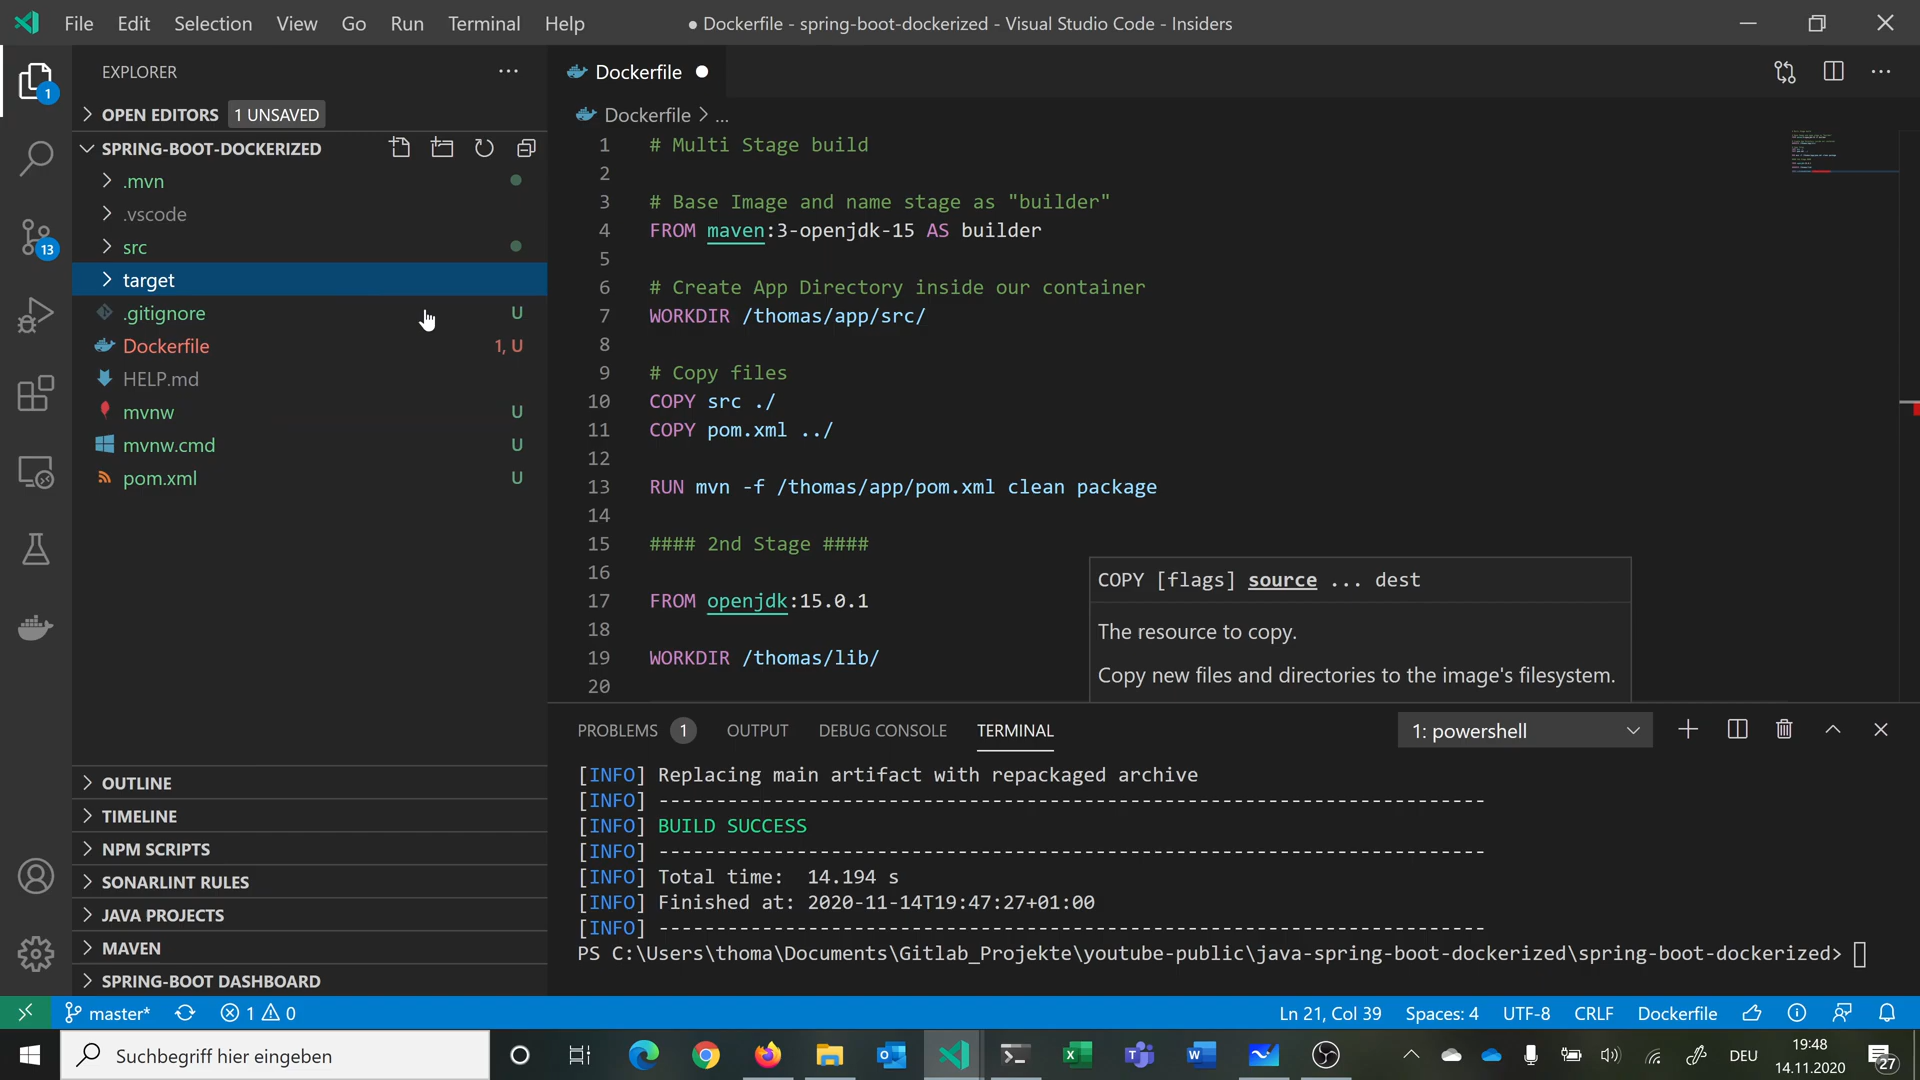 File Edit Selection View Go Run Terminal Help
● Dockerfile - spring-boot-dockerized - Visual Studio Code - Insiders
EXPLORER
1
OPEN EDITORS 1 UNSAVED
SPRING-BOOT-DOCKERIZED
.mvn
.vscode
src
target
.gitignore U
Dockerfile 1, U
HELP.md
mvnw U
mvnw.cmd U
pom.xml U
13
OUTLINE
TIMELINE
NPM SCRIPTS
SONARLINT RULES
JAVA PROJECTS
MAVEN
SPRING-BOOT DASHBOARD
Dockerfile ●
Dockerfile > ...
1 # Multi Stage build
2
3 # Base Image and name stage as "builder"
4 FROM maven:3-openjdk-15 AS builder
5
6 # Create App Directory inside our container
7 WORKDIR /thomas/app/src/
8
9 # Copy files
10 COPY src ./
11 COPY pom.xml ../
12
13 RUN mvn -f /thomas/app/pom.xml clean package
14
15 #### 2nd Stage ####
16
17 FROM openjdk:15.0.1
18
19 WORKDIR /thomas/lib/
20
COPY [flags] source ... dest
The resource to copy.
Copy new files and directories to the image's filesystem.
PROBLEMS 1 OUTPUT DEBUG CONSOLE TERMINAL
1: powershell
[INFO] Replacing main artifact with repackaged archive
[INFO] ------------------------------------------------------------------------
[INFO] BUILD SUCCESS
[INFO] ------------------------------------------------------------------------
[INFO] Total time:  14.194 s
[INFO] Finished at: 2020-11-14T19:47:27+01:00
[INFO] ------------------------------------------------------------------------
PS C:\Users\thoma\Documents\Gitlab_Projekte\youtube-public\java-spring-boot-dockerized\spring-boot-dockerized>
master* 1 0
Ln 21, Col 39 Spaces: 4 UTF-8 CRLF Dockerfile
Suchbegriff hier eingeben
DEU
19:48
14.11.2020
27